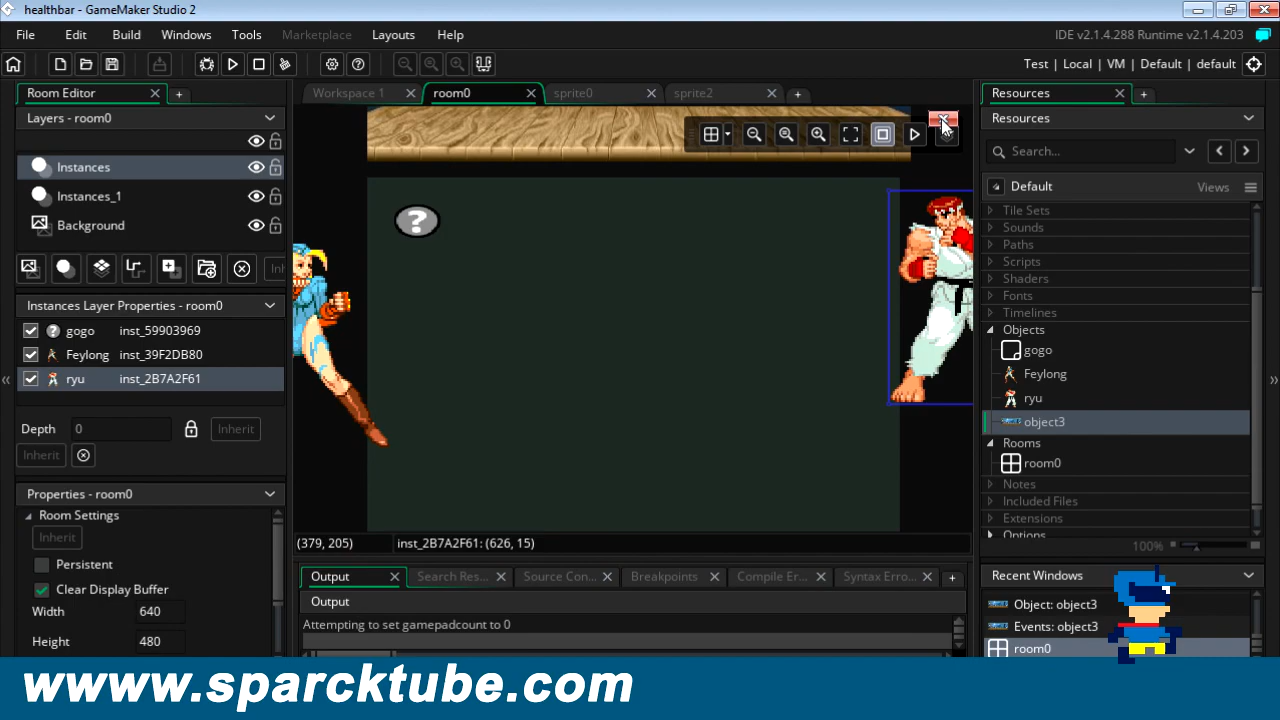 healthbar - GameMaker Studio 2
File Edit Build Windows Tools Marketplace Layouts Help
IDE v2.1.4.288 Runtime v2.1.4.203
Test | Local | VM | Default | default
Room Editor
Workspace 1
room0
sprite0
sprite2
Resources
Layers - room0
Instances
Instances_1
Background
Inh
Instances Layer Properties - room0
gogo inst_59903969
Feylong inst_39F2DB80
ryu inst_2B7A2F61
Depth 0 Inherit
Inherit
Properties - room0
Room Settings
Inherit
Persistent
Clear Display Buffer
Width 640
Height 480
?
(379, 205) inst_2B7A2F61: (626, 15)
Output
Search Res...
Source Con...
Breakpoints
Compile Er...
Syntax Erro...
Output
Attempting to set gamepadcount to 0
Resources
Search...
Default Views
Tile Sets
Sounds
Paths
Scripts
Shaders
Fonts
Timelines
Objects
gogo
Feylong
ryu
object3
Rooms
room0
Notes
Included Files
Extensions
Options
100%
Recent Windows
Object: object3
Events: object3
room0
wwww.sparcktube.com